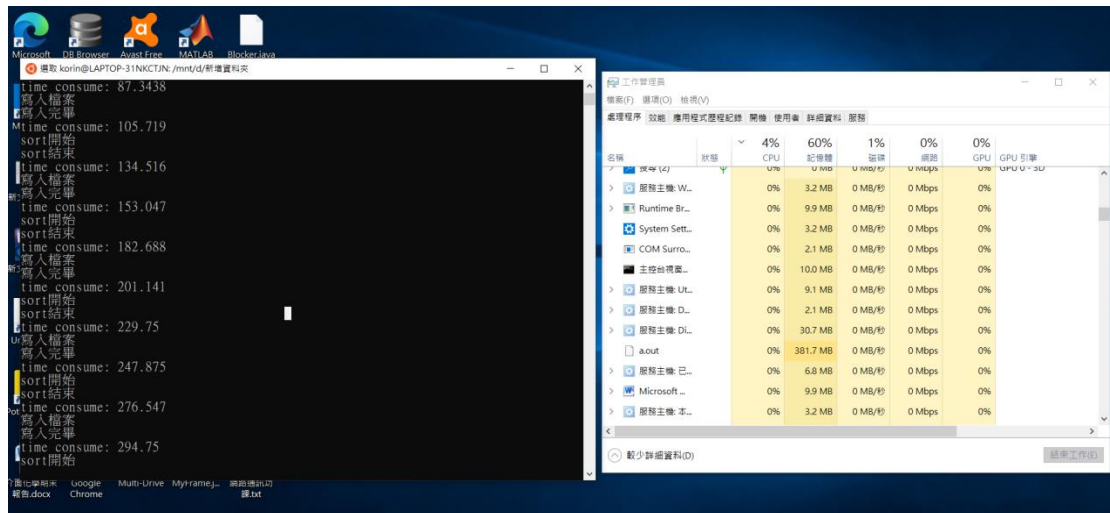 Microsoft
DB Browser
Avast Free
MATLAB
Blocker.java
選取 korin@LAPTOP-31NKCTJN: /mnt/d/新增資料夾
time consume: 87.3438
寫入檔案
寫入完畢
time consume: 105.719
sort開始
sort結束
time consume: 134.516
寫入檔案
寫入完畢
time consume: 153.047
sort開始
sort結束
time consume: 182.688
寫入檔案
寫入完畢
time consume: 201.141
sort開始
sort結束
time consume: 229.75
寫入檔案
寫入完畢
time consume: 247.875
sort開始
sort結束
time consume: 276.547
寫入檔案
寫入完畢
time consume: 294.75
sort開始
報告.docx
Google
Chrome
Multi-Drive
MyFrame.j...
網路通訊功
課.txt
工作管理員
檔案(F) 選項(O) 檢視(V)
處理程序 效能 應用程式歷程記錄 開機 使用者 詳細資料 服務
4% 60% 1% 0% 0%
名稱 狀態 CPU 記憶體 磁碟 網路 GPU GPU 引擎
搜尋 (2) 0% 0 MB 0 MB/秒 0 Mbps 0% GPU 0 - 3D
服務主機: W... 0% 3.2 MB 0 MB/秒 0 Mbps 0%
Runtime Br... 0% 9.9 MB 0 MB/秒 0 Mbps 0%
System Sett... 0% 3.2 MB 0 MB/秒 0 Mbps 0%
COM Surro... 0% 2.1 MB 0 MB/秒 0 Mbps 0%
主控台視窗... 0% 10.0 MB 0 MB/秒 0 Mbps 0%
服務主機: Ut... 0% 9.1 MB 0 MB/秒 0 Mbps 0%
服務主機: D... 0% 2.1 MB 0 MB/秒 0 Mbps 0%
服務主機: Di... 0% 30.7 MB 0 MB/秒 0 Mbps 0%
a.out 0% 381.7 MB 0 MB/秒 0 Mbps 0%
服務主機: 已... 0% 6.8 MB 0 MB/秒 0 Mbps 0%
Microsoft ... 0% 9.9 MB 0 MB/秒 0 Mbps 0%
服務主機: 本... 0% 3.2 MB 0 MB/秒 0 Mbps 0%
較少詳細資料(D)
結束工作(E)